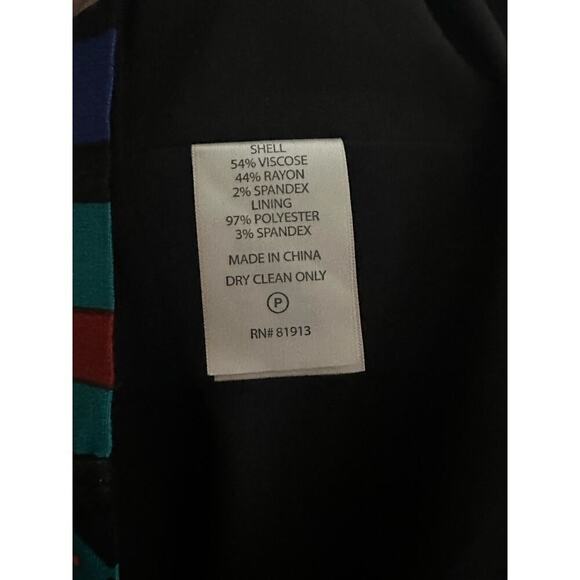 SHELL
54% VISCOSE
44% RAYON
2% SPANDEX
LINING
97% POLYESTER
3% SPANDEX
MADE IN CHINA
DRY CLEAN ONLY
P
RN# 81913